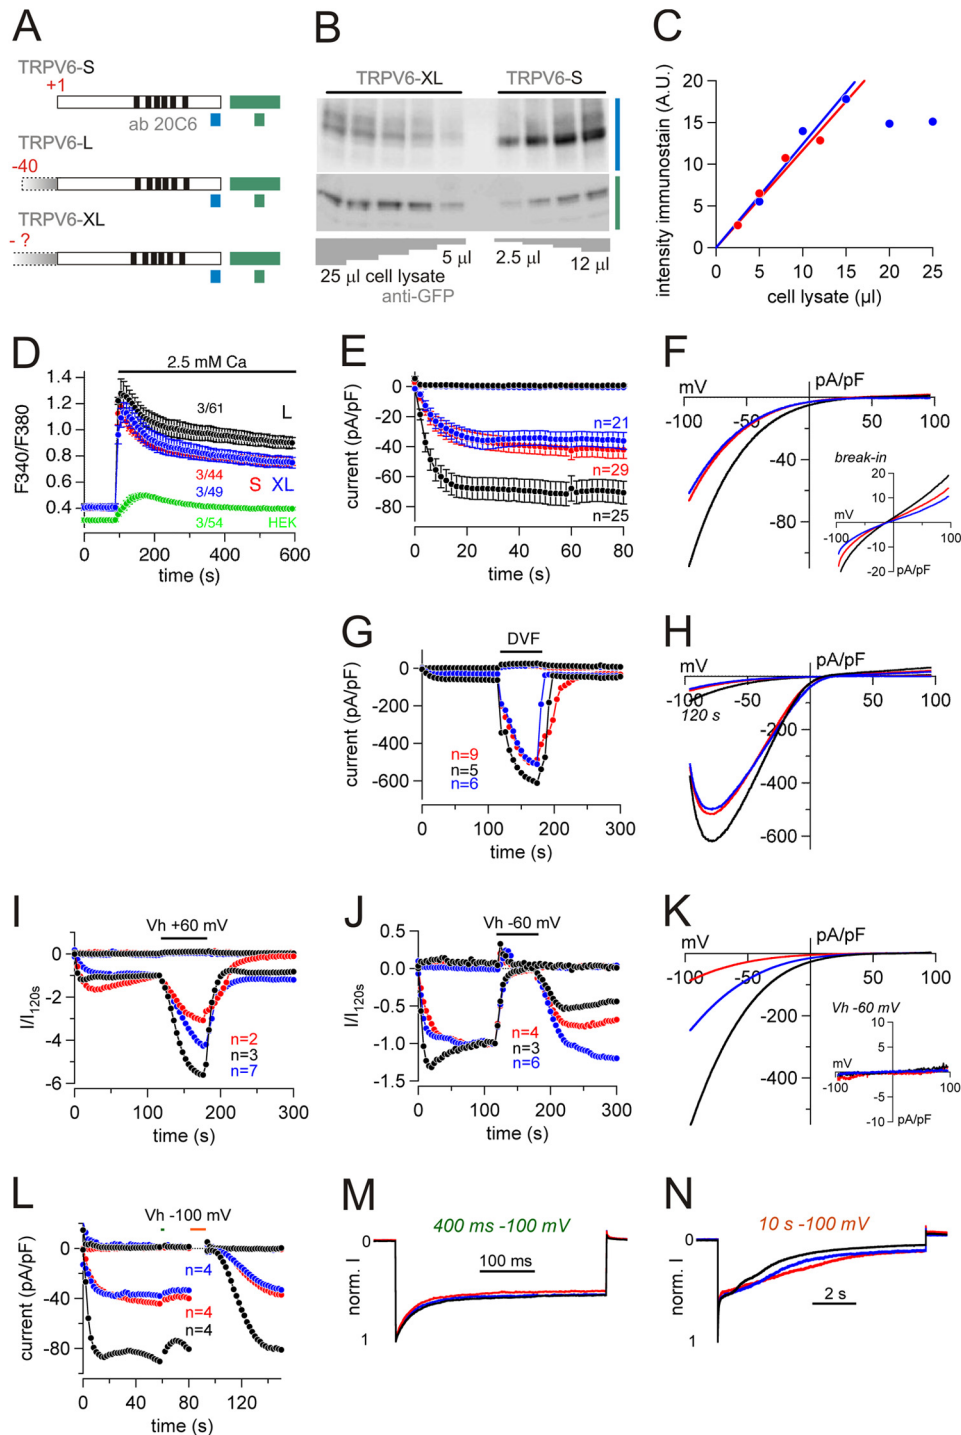 A
TRPV6-S
+1
ab 20C6
TRPV6-L
-40
TRPV6-XL
- ?
B
TRPV6-XL
TRPV6-S
25 µl cell lysate
5 µl
2.5 µl
12 µl
anti-GFP
C
intensity immunostain (A.U.)
20
15
10
5
0
0 5 10 15 20 25
cell lysate (µl)
D
2.5 mM Ca
F340/F380
1.4
1.2
1.0
0.8
0.6
0.4
3/61
L
3/44
3/49
S XL
3/54
HEK
0 200 400 600
time (s)
E
current (pA/pF)
0
-20
-40
-60
-80
n=21
n=29
n=25
0 20 40 60 80
time (s)
F
mV
pA/pF
-100 -50 50 100
-40
-80
break-in
20
10
mV
-100 100
-10
-20
pA/pF
G
DVF
current (pA/pF)
0
-200
-400
-600
n=9
n=5
n=6
0 100 200 300
time (s)
H
mV
pA/pF
-100 -50 50 100
120 s
-200
-400
-600
I
Vh +60 mV
I/I120s
0
-2
-4
-6
n=2
n=3
n=7
0 100 200 300
time (s)
J
Vh -60 mV
I/I120s
0.5
0.0
-0.5
-1.0
-1.5
n=4
n=3
n=6
0 100 200 300
time (s)
K
mV
pA/pF
-100 -50 50 100
-200
-400
Vh -60 mV
10
5
mV
-100 100
-5
-10
pA/pF
L
Vh -100 mV
current (pA/pF)
0
-40
-80
n=4
n=4
n=4
0 40 80 120
time (s)
M
400 ms -100 mV
0
norm. I
1
100 ms
N
10 s -100 mV
0
norm. I
1
2 s